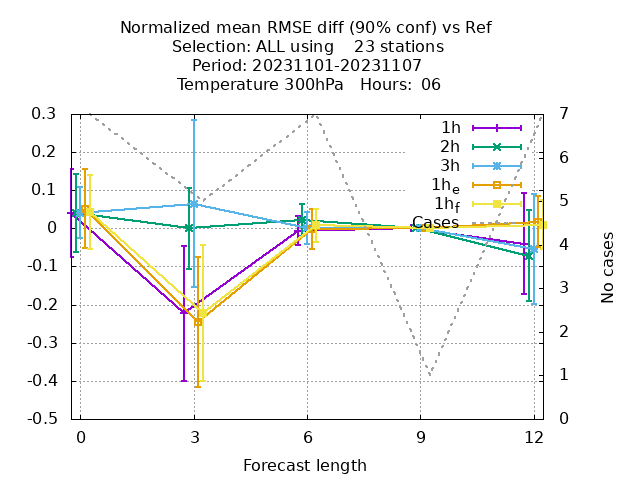 Normalized mean RMSE diff (90% conf) vs Ref
Selection: ALL using    23 stations
Period: 20231101-20231107
Temperature 300hPa   Hours:  06
0.3
0.2
0.1
0
-0.1
-0.2
-0.3
-0.4
-0.5
7
6
5
4
3
2
1
0
1h
2h
3h
1he
1hf
Cases
No cases
0
3
6
9
12
Forecast length